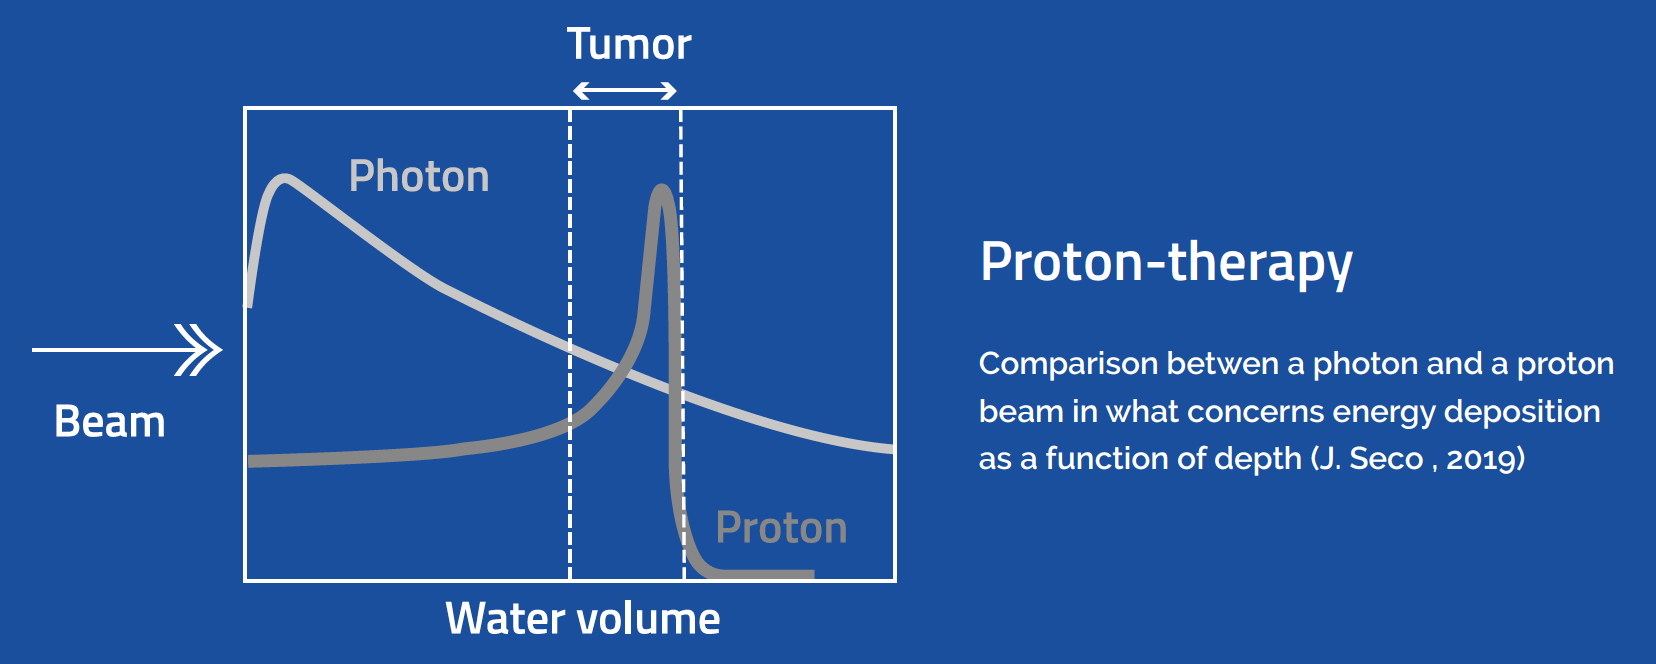 Tumor
Photon
Proton-therapy
Comparison betwen a photon and a proton
beam in what concerns energy deposition
as a function of depth (J. Seco , 2019)
Beam
Proton
Water volume